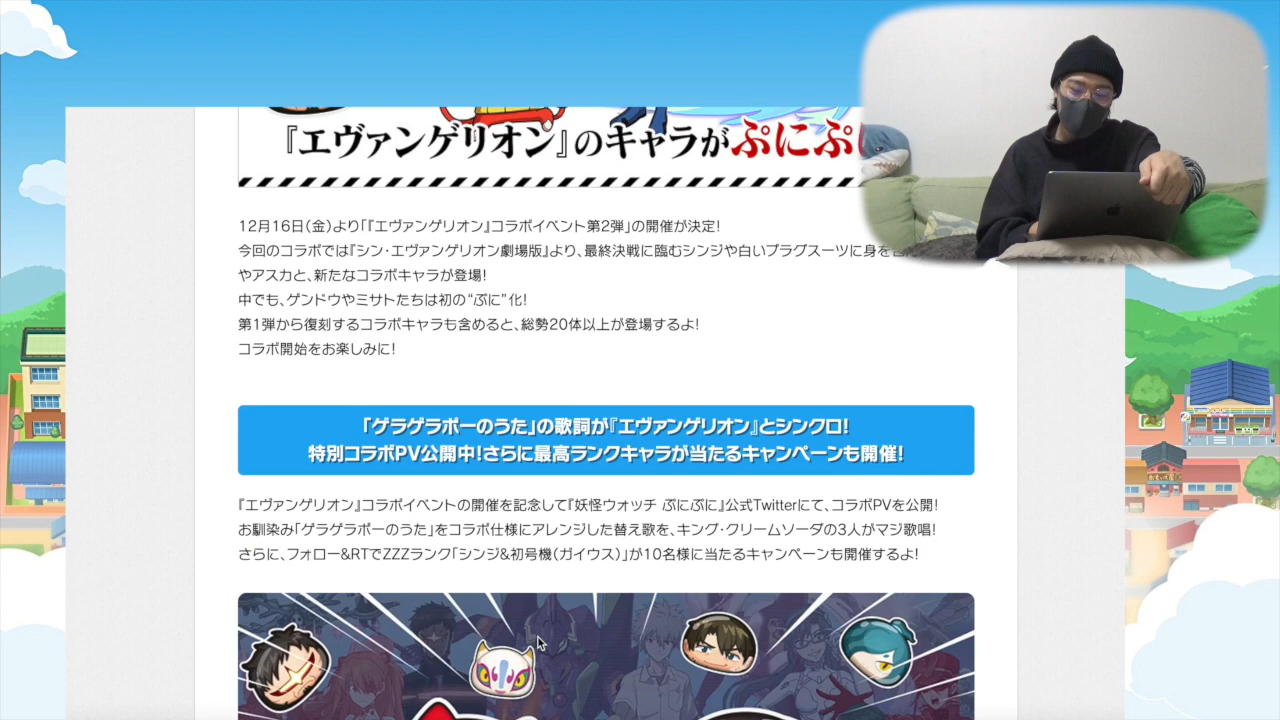 『エヴァンゲリオン』のキャラがぷにぷ
12月16日(金)より「『エヴァンゲリオン』コラボイベント第2弾」の開催が決定!
今回のコラボでは『シン・エヴァンゲリオン劇場版』より、最終決戦に臨むシンジや白いプラグスーツに身を
やアスカと、新たなコラボキャラが登場!
中でも、ゲンドウやミサトたちは初の“ぷに”化!
第1弾から復刻するコラボキャラも含めると、総勢20体以上が登場するよ!
コラボ開始をお楽しみに!
「ゲラゲラポーのうた」の歌詞が『エヴァンゲリオン』とシンクロ!
特別コラボPV公開中!さらに最高ランクキャラが当たるキャンペーンも開催!
『エヴァンゲリオン』コラボイベントの開催を記念して『妖怪ウォッチ ぷにぷに』公式Twitterにて、コラボPVを公開!
お馴染み「ゲラゲラポーのうた」をコラボ仕様にアレンジした替え歌を、キング・クリームソーダの3人がマジ歌唱!
さらに、フォロー&RTでZZZランク「シンジ&初号機(ガイウス)」が10名様に当たるキャンペーンも開催するよ!